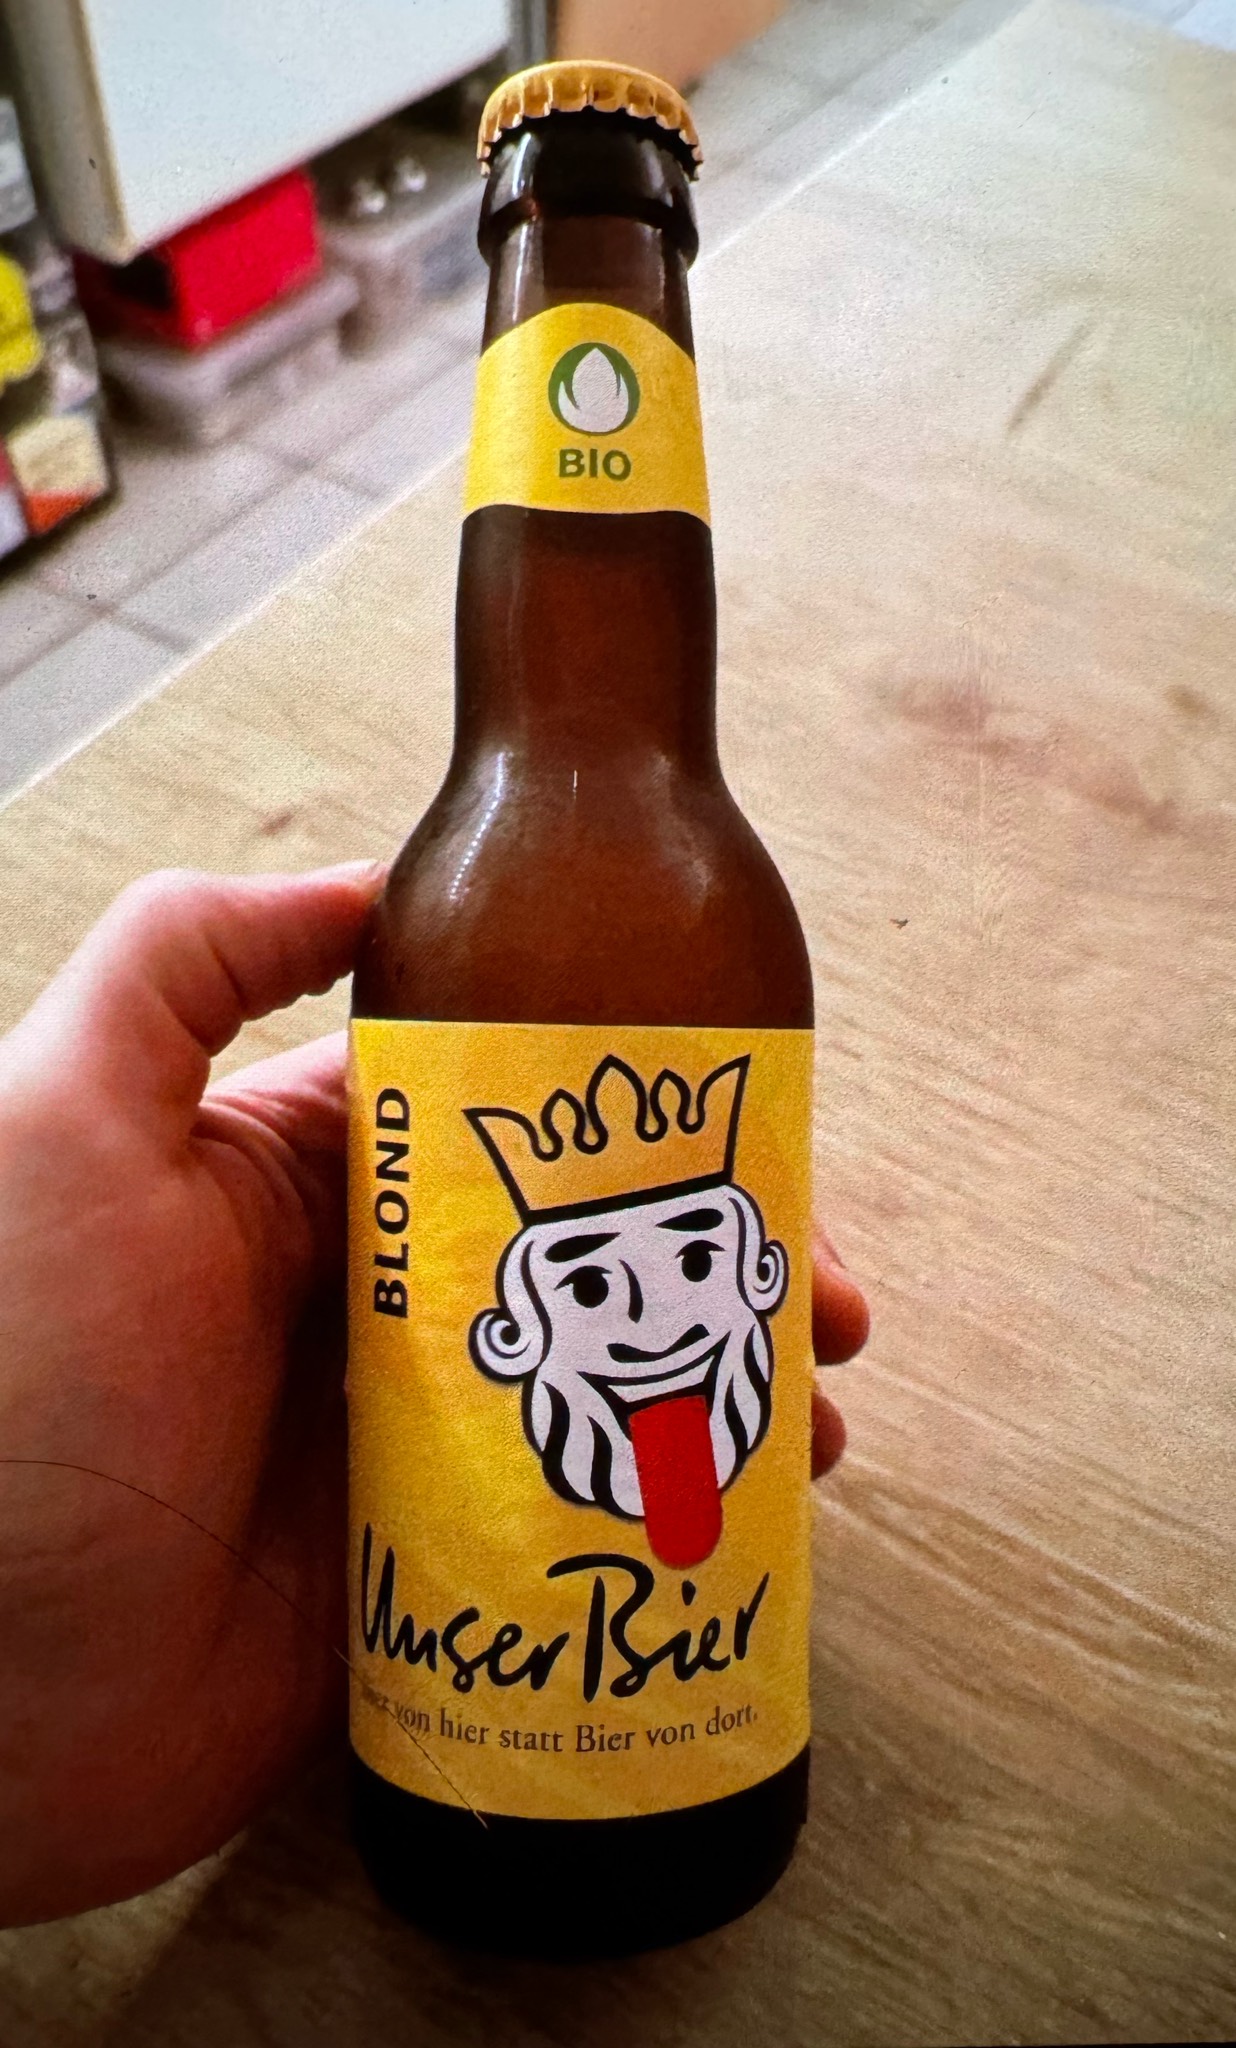 BIO
BLOND
Unser Bier
von hier statt Bier von dort.